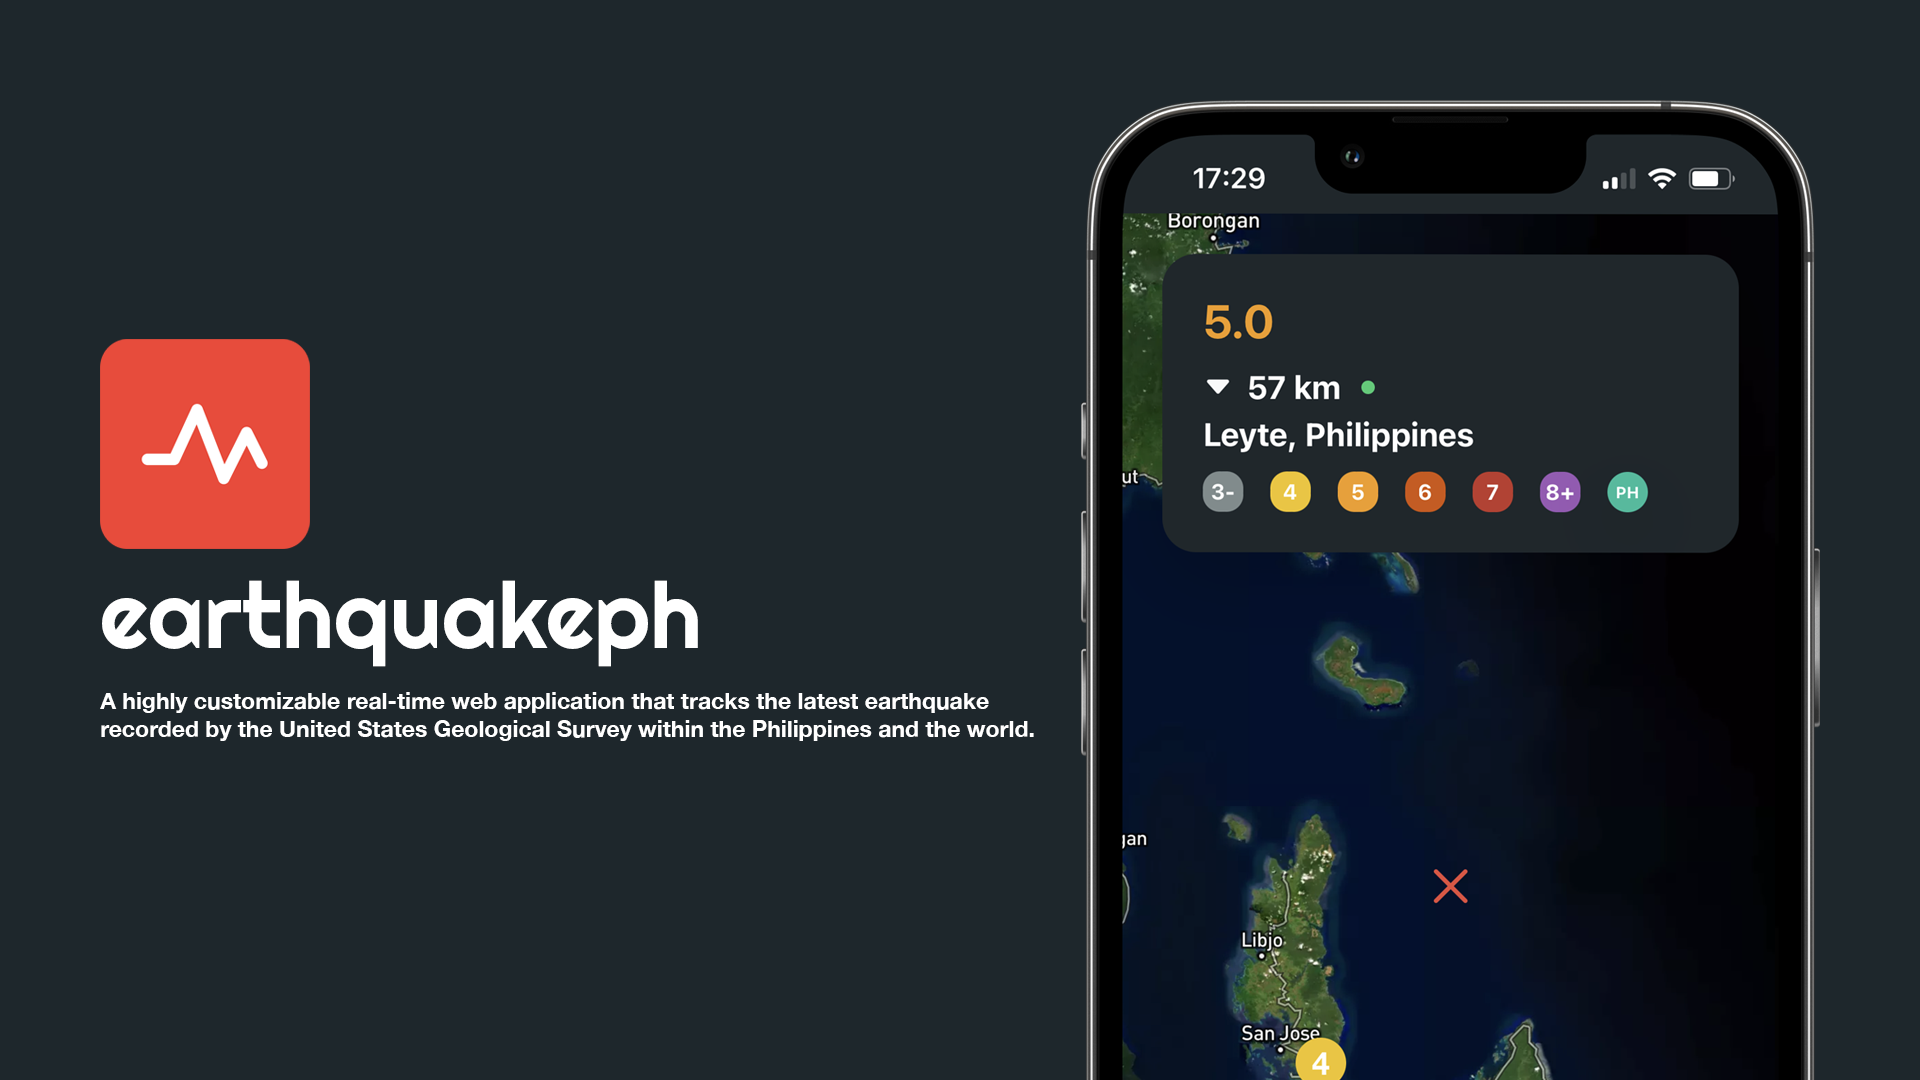 earthquakeph
A highly customizable real-time web application that tracks the latest earthquake
recorded by the United States Geological Survey within the Philippines and the world.
17:29
Borongan
5.0
57 km
Leyte, Philippines
3- 4 5 6 7 8+ PH
ut
gan
Libjo
San Jose
4